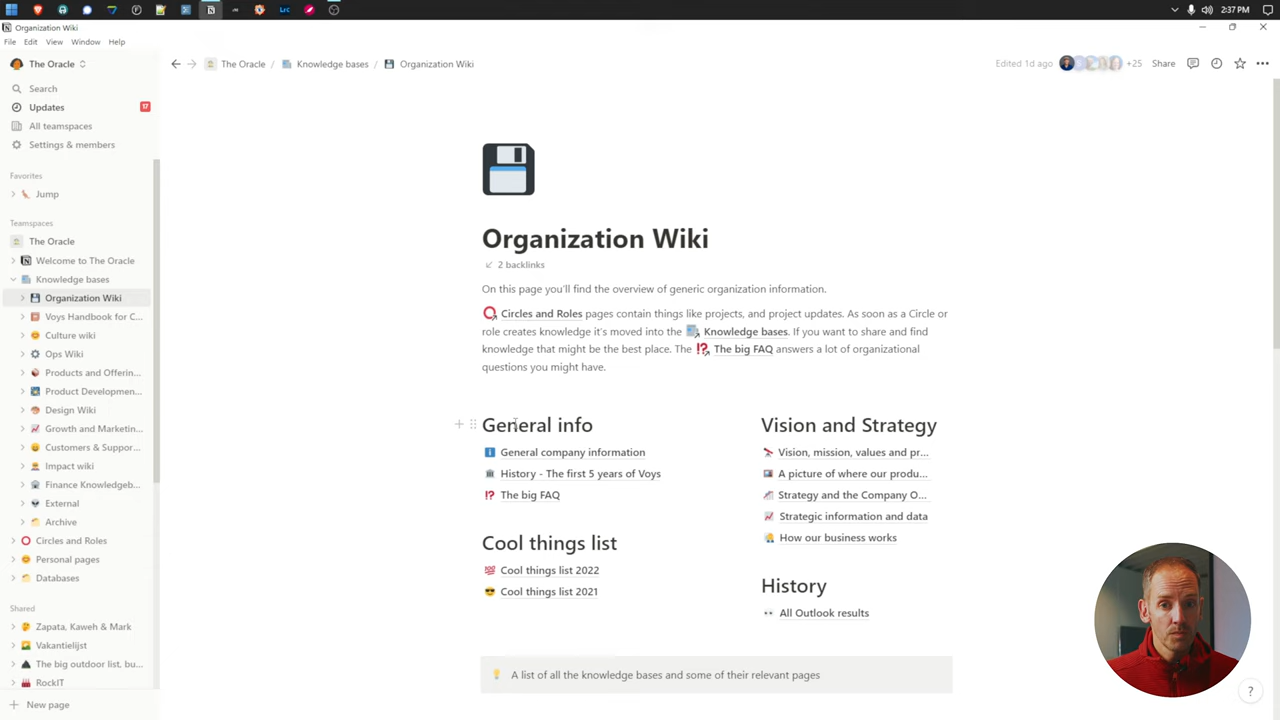 2:37 PM
Organization Wiki
File Edit View Window Help
The Oracle
The Oracle / Knowledge bases / Organization Wiki
Edited 1d ago
+25
Share
Search
Updates 17
All teamspaces
Settings & members
Favorites
Jump
Teamspaces
The Oracle
Welcome to The Oracle
Knowledge bases
Organization Wiki
Voys Handbook for C...
Culture wiki
Ops Wiki
Products and Offerin...
Product Developmen...
Design Wiki
Growth and Marketin...
Customers & Suppor...
Impact wiki
Finance Knowledgeb...
External
Archive
Circles and Roles
Personal pages
Databases
Shared
Zapata, Kaweh & Mark
Vakantielijst
The big outdoor list, bu...
RockIT
New page
Organization Wiki
2 backlinks
On this page you'll find the overview of generic organization information.
Circles and Roles pages contain things like projects, and project updates. As soon as a Circle or
role creates knowledge it's moved into the Knowledge bases. If you want to share and find
knowledge that might be the best place. The The big FAQ answers a lot of organizational
questions you might have.
General info
General company information
History - The first 5 years of Voys
The big FAQ
Cool things list
Cool things list 2022
Cool things list 2021
Vision and Strategy
Vision, mission, values and pr...
A picture of where our produ...
Strategy and the Company O...
Strategic information and data
How our business works
History
All Outlook results
A list of all the knowledge bases and some of their relevant pages
?